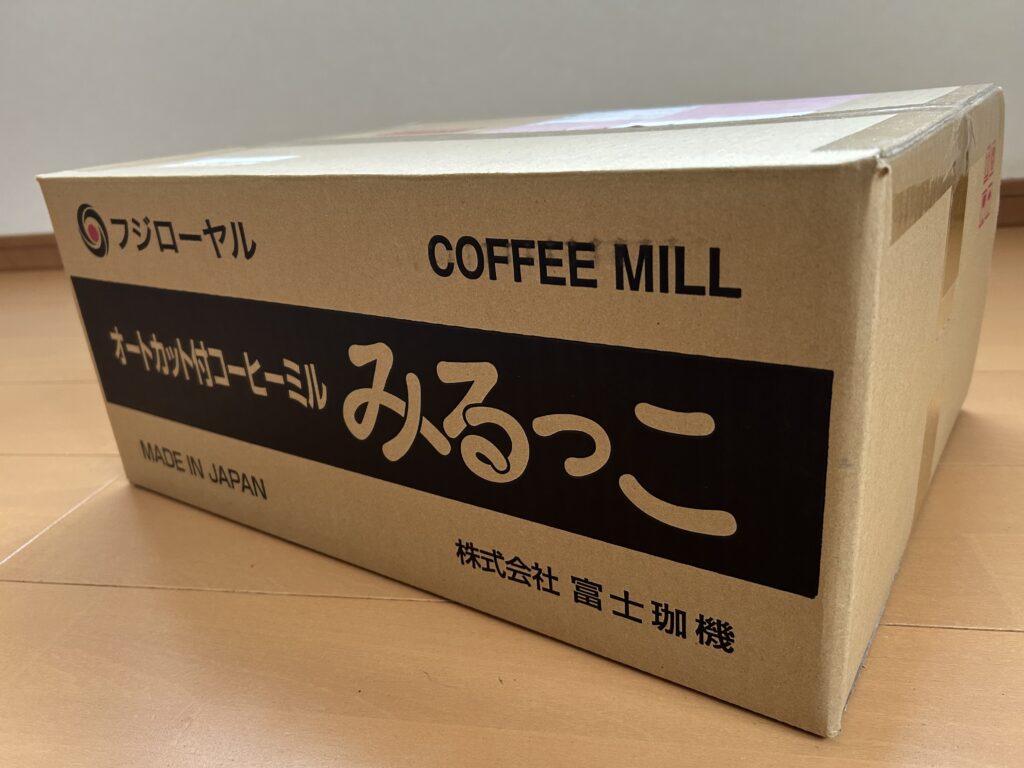 フジローヤル
COFFEE MILL
オートカット付コーヒーミル みるっこ
MADE IN JAPAN
株式会社 富士珈機